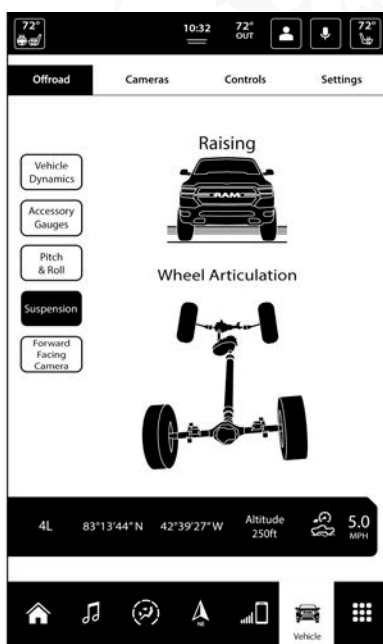 72°
10:32
72°
OUT
72°
Offroad
Cameras
Controls
Settings
Raising
Vehicle
Dynamics
RAM
Accessory
Gauges
Pitch
& Roll
Wheel Articulation
Suspension
Forward
Facing
Camera
4L
83°13'44"N
42°39'27"W
Altitude
250ft
5.0
MPH
NE
Vehicle